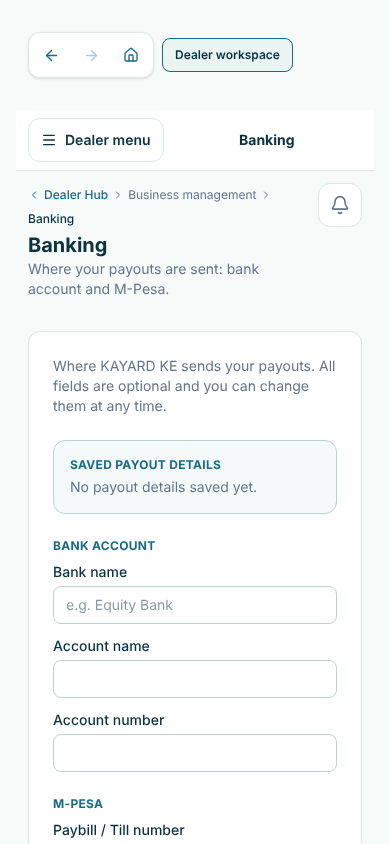 Dealer workspace
Dealer menu
Banking
Dealer Hub
Business management
Banking
Banking
Where your payouts are sent: bank
account and M-Pesa.
Where KAYARD KE sends your payouts. All
fields are optional and you can change
them at any time.
SAVED PAYOUT DETAILS
No payout details saved yet.
BANK ACCOUNT
Bank name
e.g. Equity Bank
Account name
Account number
M-PESA
Paybill / Till number